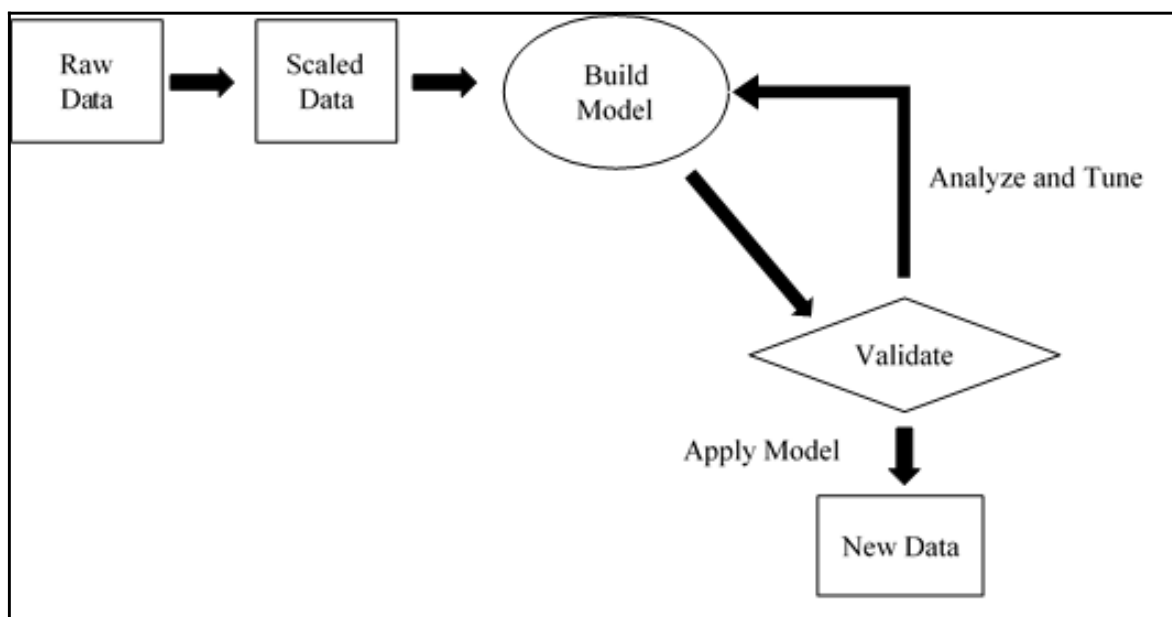 Raw
Data
Scaled
Data
Build
Model
Analyze and Tune
Validate
Apply Model
New Data